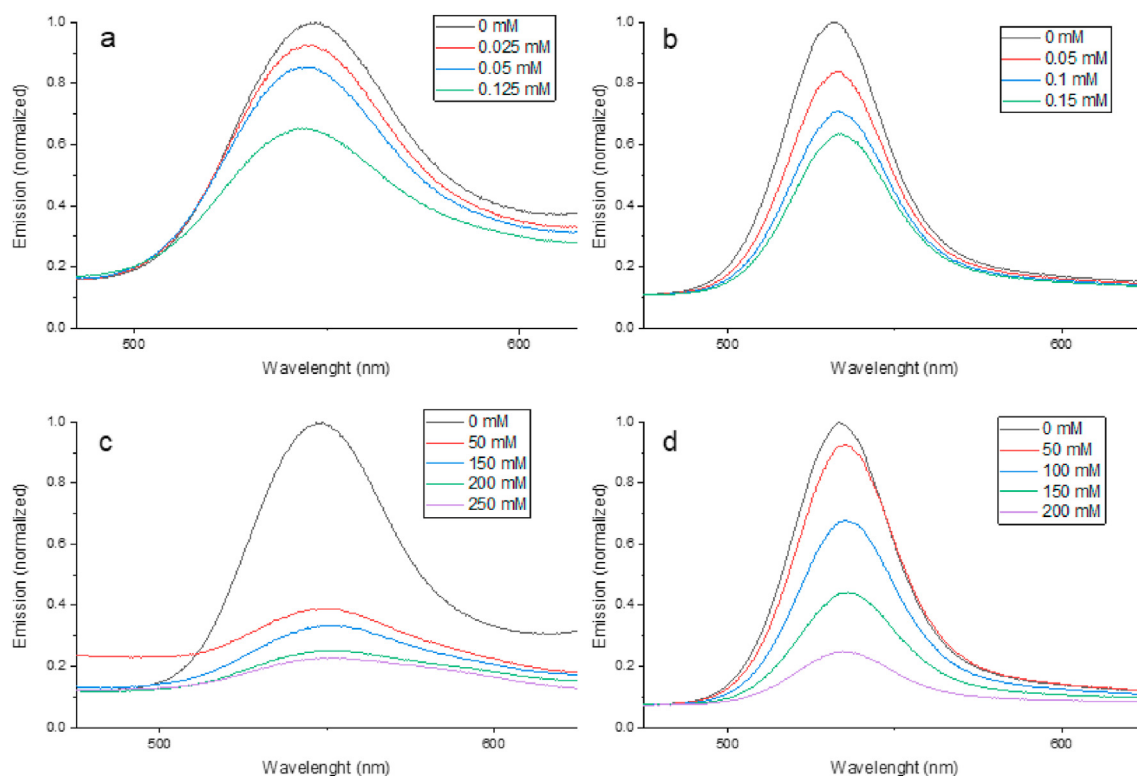 a
1.0
0.8
0.6
0.4
0.2
0.0
Emission (normalized)
0 mM
0.025 mM
0.05 mM
0.125 mM
500
600
Wavelenght (nm)
b
1.0
0.8
0.6
0.4
0.2
0.0
Emission (normalized)
0 mM
0.05 mM
0.1 mM
0.15 mM
500
600
Wavelenght (nm)
c
1.0
0.8
0.6
0.4
0.2
0.0
Emission (normalized)
0 mM
50 mM
150 mM
200 mM
250 mM
500
600
Wavelenght (nm)
d
1.0
0.8
0.6
0.4
0.2
0.0
Emission (normalized)
0 mM
50 mM
100 mM
150 mM
200 mM
500
600
Wavelenght (nm)